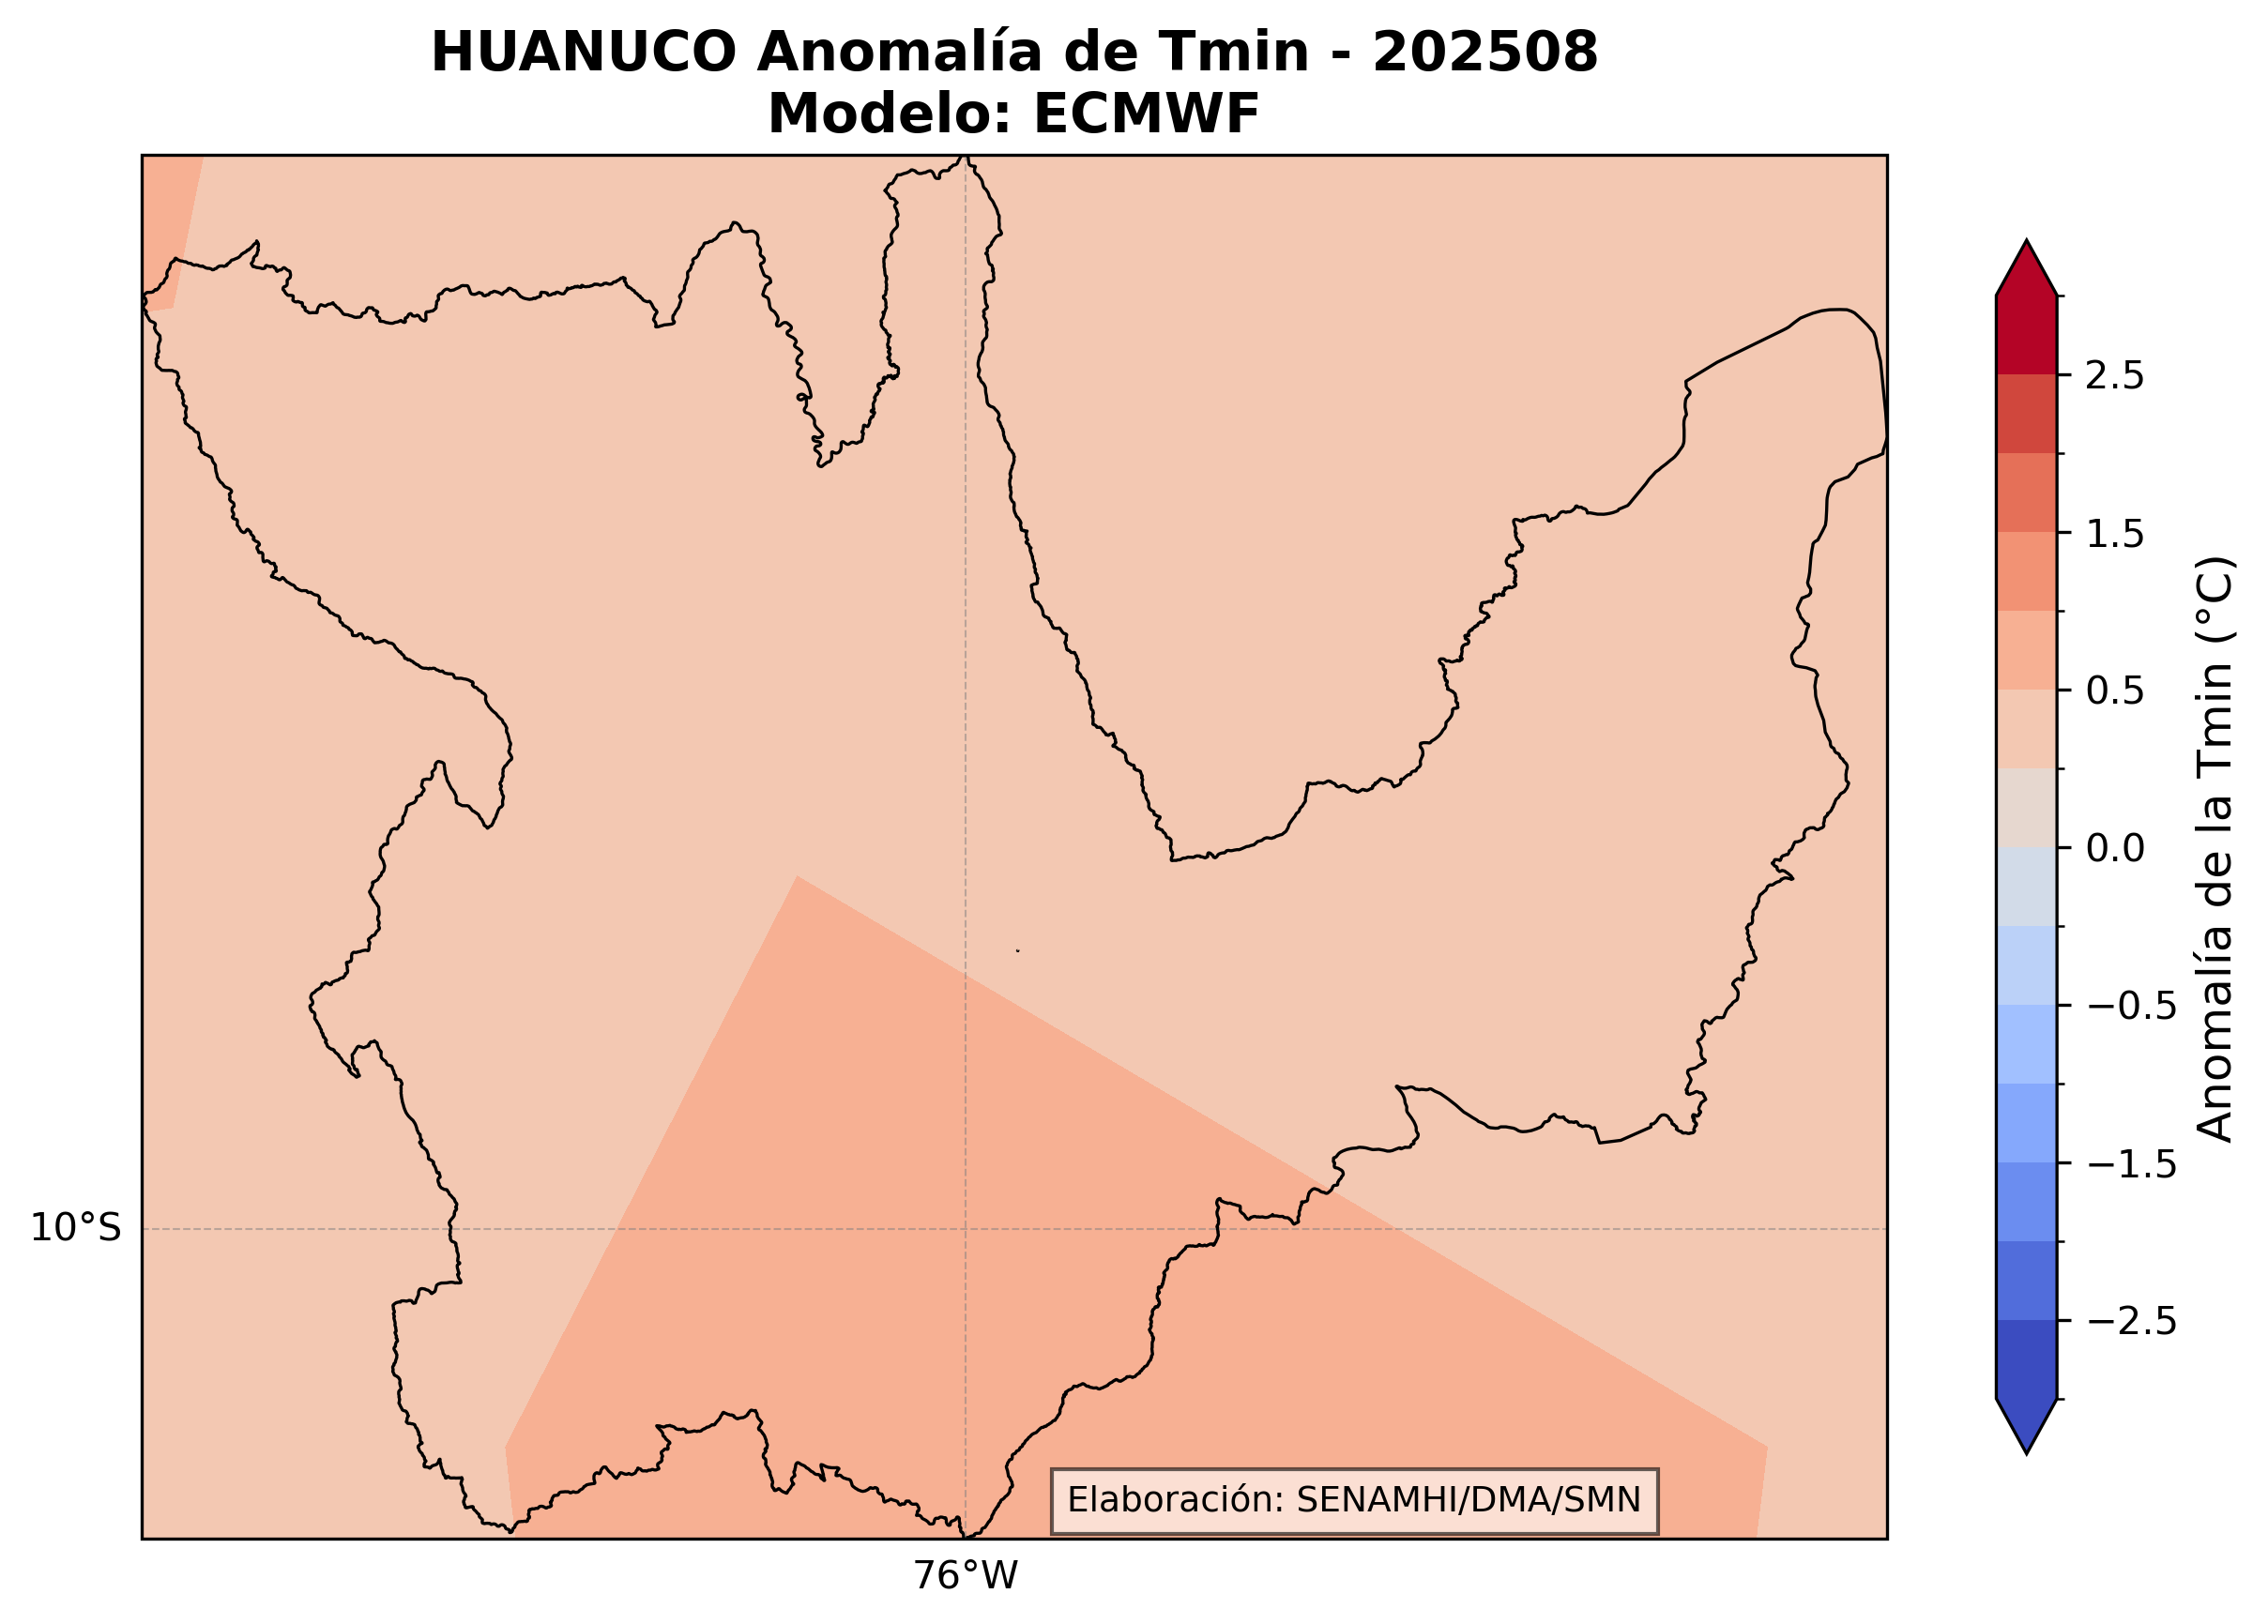 HUANUCO Anomalía de Tmin - 202508
Modelo: ECMWF
2.5
1.5
0.5
0.0
−0.5
−1.5
−2.5
Anomalía de la Tmin (°C)
10°S
76°W
Elaboración: SENAMHI/DMA/SMN